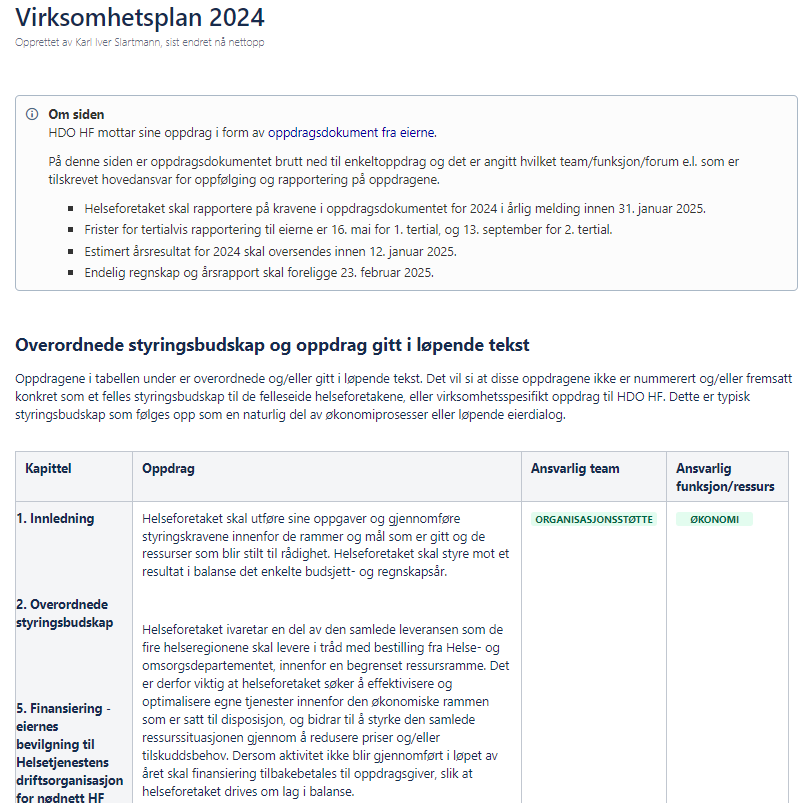 Virksomhetsplan 2024
Opprettet av Karl Iver Slartmann, sist endret nå nettopp
Om siden
HDO HF mottar sine oppdrag i form av oppdragsdokument fra eierne.
På denne siden er oppdragsdokumentet brutt ned til enkeltoppdrag og det er angitt hvilket team/funksjon/forum e.l. som er
tilskrevet hovedansvar for oppfølging og rapportering på oppdragene.
Helseforetaket skal rapportere på kravene i oppdragsdokumentet for 2024 i årlig melding innen 31. januar 2025.
Frister for tertialvis rapportering til eierne er 16. mai for 1. tertial, og 13. september for 2. tertial.
Estimert årsresultat for 2024 skal oversendes innen 12. januar 2025.
Endelig regnskap og årsrapport skal foreligge 23. februar 2025.
Overordnede styringsbudskap og oppdrag gitt i løpende tekst
Oppdragene i tabellen under er overordnede og/eller gitt i løpende tekst. Det vil si at disse oppdragene ikke er nummerert og/eller fremsatt
konkret som et felles styringsbudskap til de felleseide helseforetakene, eller virksomhetsspesifikt oppdrag til HDO HF. Dette er typisk
styringsbudskap som følges opp som en naturlig del av økonomiprosesser eller løpende eierdialog.
Kapittel
Oppdrag
Ansvarlig team
Ansvarlig
funksjon/ressurs
1. Innledning
Helseforetaket skal utføre sine oppgaver og gjennomføre
styringskravene innenfor de rammer og mål som er gitt og de
ressurser som blir stilt til rådighet. Helseforetaket skal styre mot et
resultat i balanse det enkelte budsjett- og regnskapsår.
ORGANISASJONSSTØTTE
ØKONOMI
2. Overordnede
styringsbudskap
Helseforetaket ivaretar en del av den samlede leveransen som de
fire helseregionene skal levere i tråd med bestilling fra Helse- og
omsorgsdepartementet, innenfor en begrenset ressursramme. Det
er derfor viktig at helseforetaket søker å effektivisere og
optimalisere egne tjenester innenfor den økonomiske rammen
som er satt til disposisjon, og bidrar til å styrke den samlede
ressurssituasjonen gjennom å redusere priser og/eller
tilskuddsbehov. Dersom aktivitet ikke blir gjennomført i løpet av
året skal finansiering tilbakebetales til oppdragsgiver, slik at
helseforetaket drives om lag i balanse.
5. Finansiering -
eiernes
bevilgning til
Helsetjenestens
driftsorganisasjon
for nødnett HF